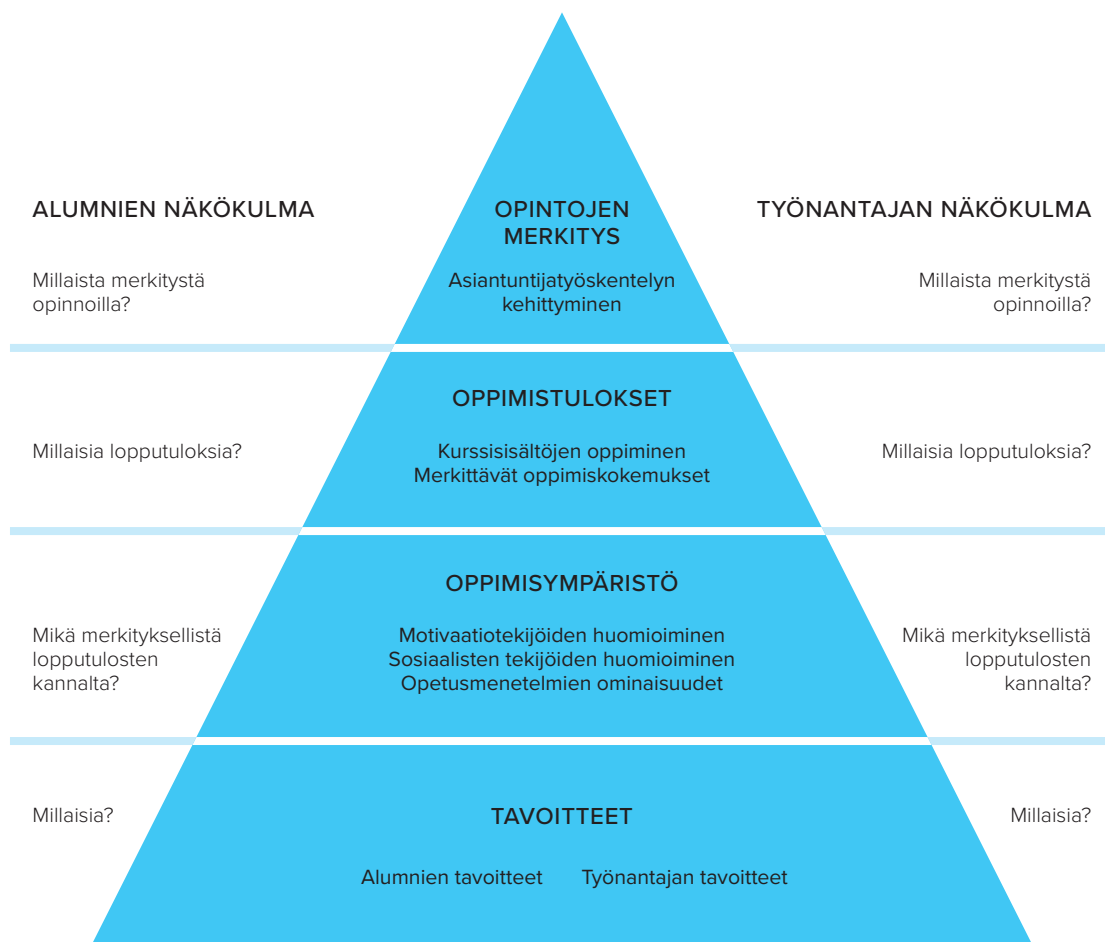 ALUMNIEN NÄKÖKULMA
OPINTOJEN
MERKITYS
TYÖNANTAJAN NÄKÖKULMA
Millaista merkitystä
opinnoilla?
Asiantuntijatyöskentelyn
kehittyminen
Millaista merkitystä
opinnoilla?
OPPIMISTULOKSET
Millaisia lopputuloksia?
Kurssisisältöjen oppiminen
Merkittävät oppimiskokemukset
Millaisia lopputuloksia?
OPPIMISYMPÄRISTÖ
Mikä merkityksellistä
lopputulosten
kannalta?
Motivaatiotekijöiden huomioiminen
Sosiaalisten tekijöiden huomioiminen
Opetusmenetelmien ominaisuudet
Mikä merkityksellistä
lopputulosten
kannalta?
Millaisia?
TAVOITTEET
Millaisia?
Alumnien tavoitteet
Työnantajan tavoitteet